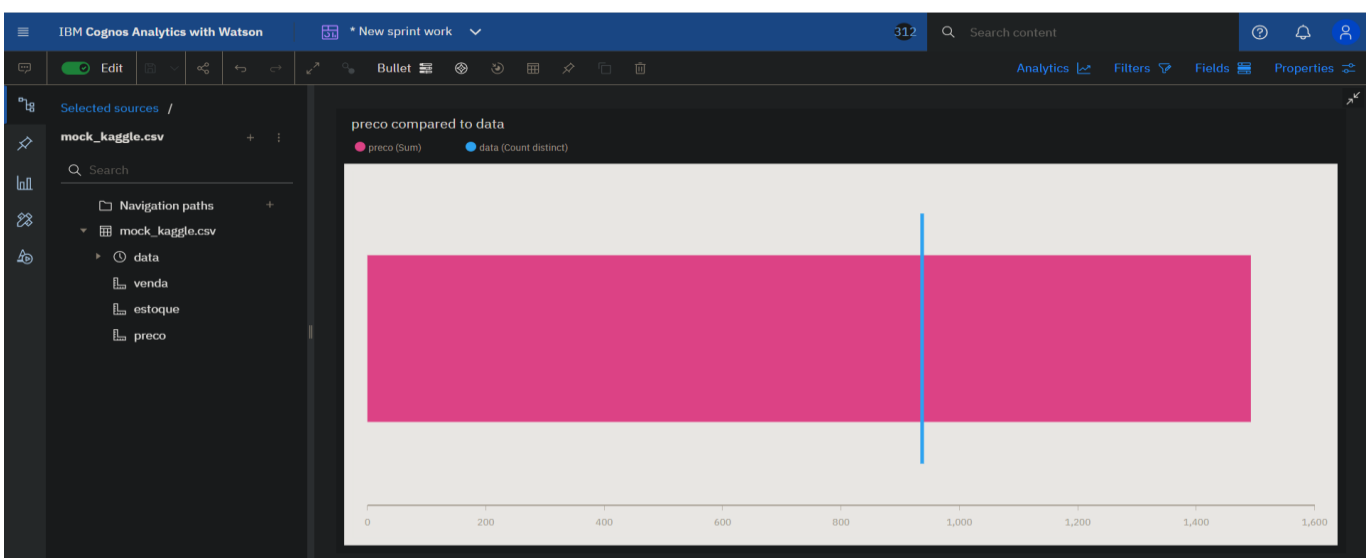 IBM Cognos Analytics with Watson
* New sprint work
312
Search content
Edit
Bullet
Analytics
Filters
Fields
Properties
Selected sources /
mock_kaggle.csv
Search
Navigation paths
mock_kaggle.csv
data
venda
estoque
preco
preco compared to data
preco (Sum) data (Count distinct)
0 200 400 600 800 1,000 1,200 1,400 1,600